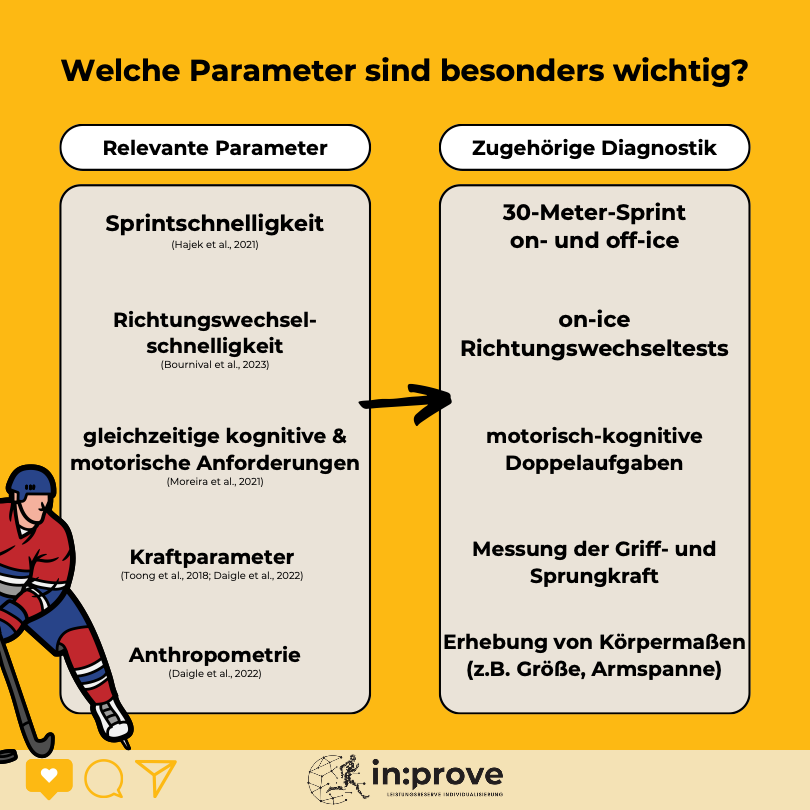 Welche Parameter sind besonders wichtig?
Relevante Parameter
Sprintschnelligkeit
(Hajek et al., 2021)
Richtungswechsel-
schnelligkeit
(Bournival et al., 2023)
gleichzeitige kognitive &
motorische Anforderungen
(Moreira et al., 2021)
Kraftparameter
(Toong et al., 2018; Daigle et al., 2022)
Anthropometrie
(Daigle et al., 2022)
Zugehörige Diagnostik
30-Meter-Sprint
on- und off-ice
on-ice
Richtungswechseltests
motorisch-kognitive
Doppelaufgaben
Messung der Griff- und
Sprungkraft
Erhebung von Körpermaßen
(z.B. Größe, Armspanne)
in:prove
LEISTUNGSRESERVE INDIVIDUALISIERUNG